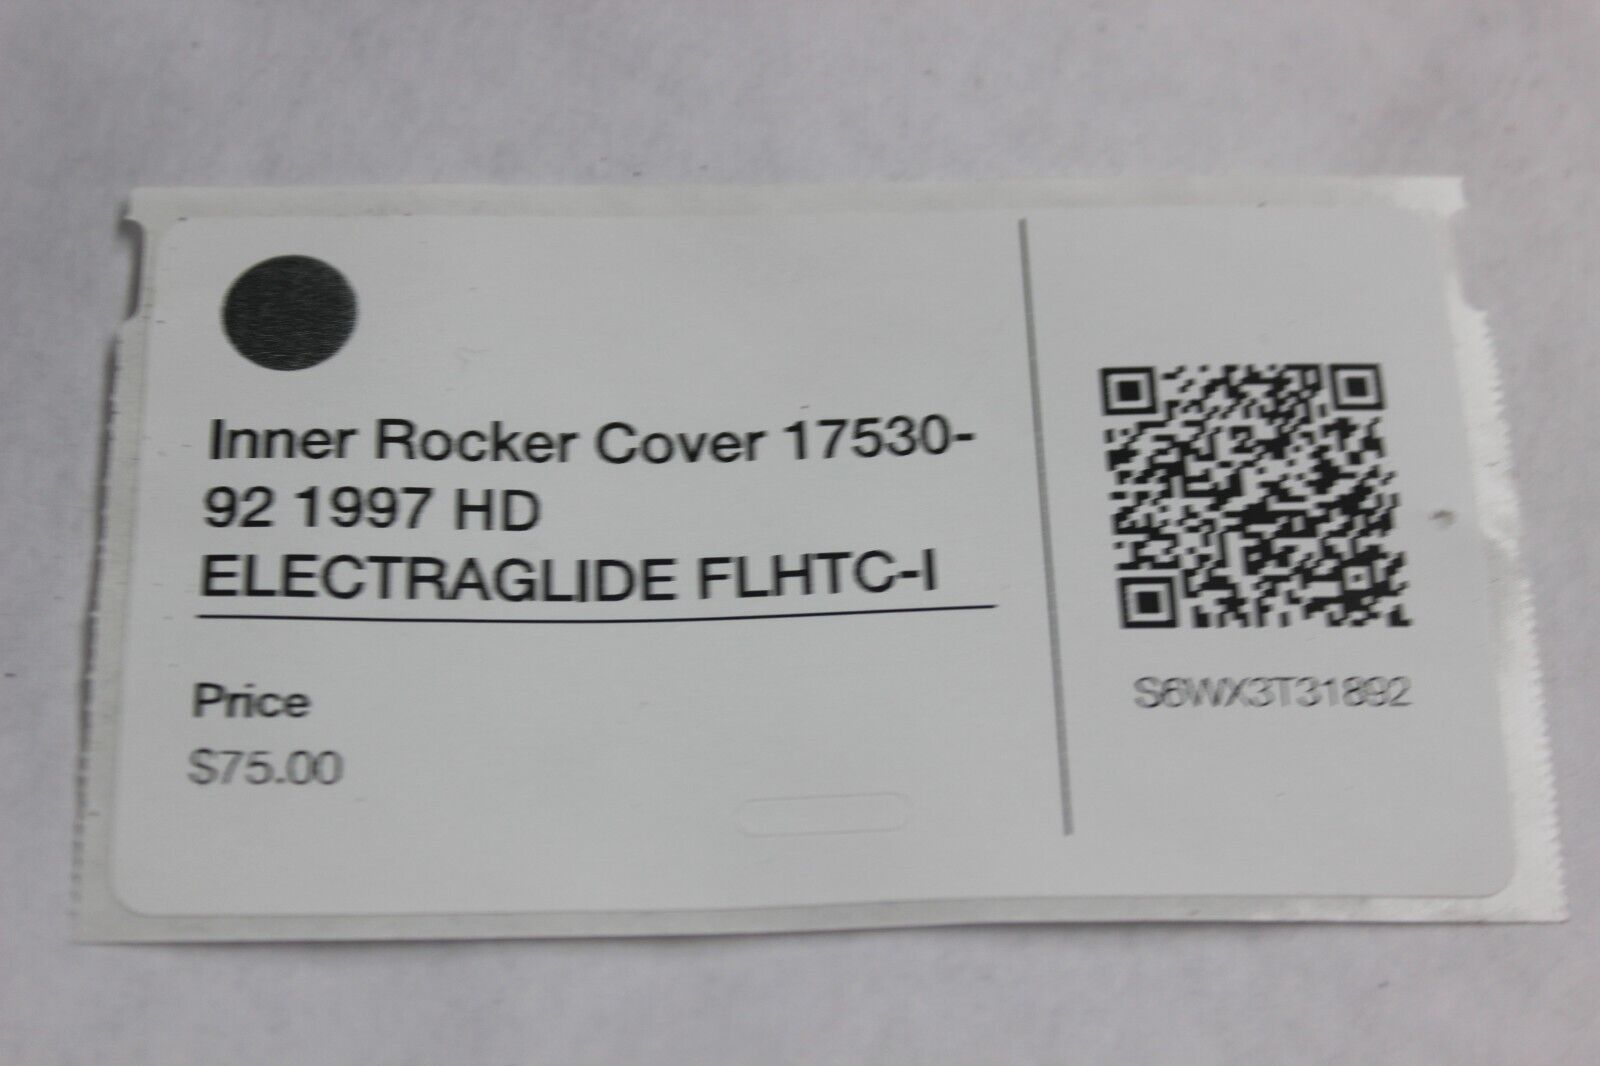 Inner Rocker Cover 17530-
92 1997 HD
ELECTRAGLIDE FLHTC-I
Price
$75.00
S6WX3T31892